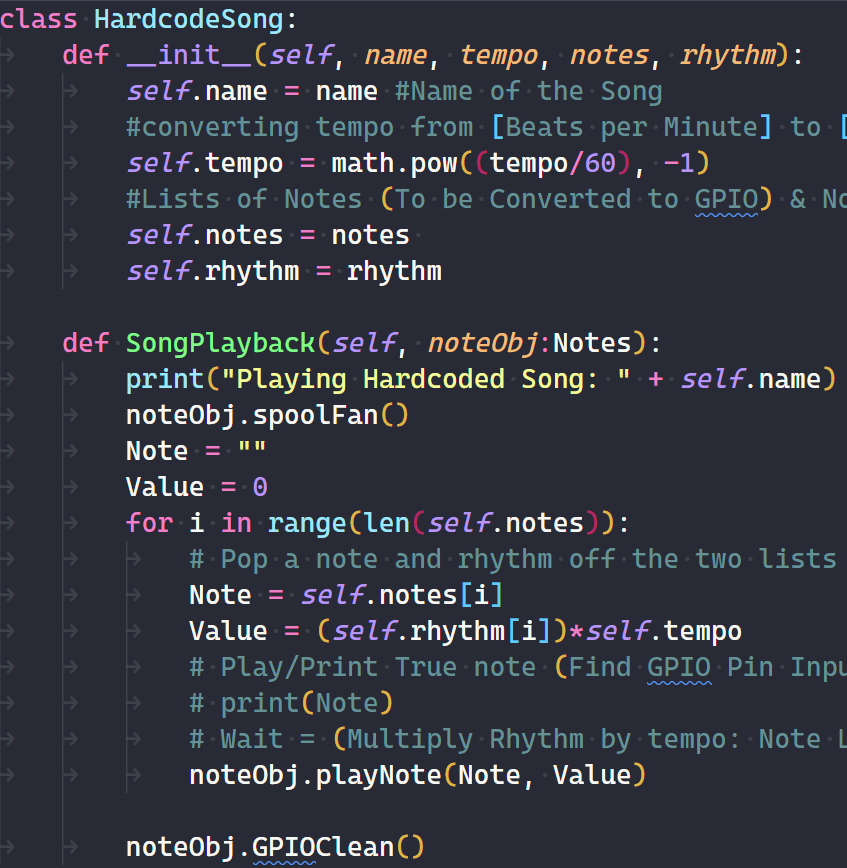 class HardcodeSong:
def __init__(self, name, tempo, notes, rhythm):
self.name = name #Name of the Song
#converting tempo from [Beats per Minute] to [
self.tempo = math.pow((tempo/60), -1)
#Lists of Notes (To be Converted to GPIO) & No
self.notes = notes
self.rhythm = rhythm
def SongPlayback(self, noteObj:Notes):
print("Playing Hardcoded Song: " + self.name)
noteObj.spoolFan()
Note = ""
Value = 0
for i in range(len(self.notes)):
# Pop a note and rhythm off the two lists
Note = self.notes[i]
Value = (self.rhythm[i])*self.tempo
# Play/Print True note (Find GPIO Pin Inpu
# print(Note)
# Wait = (Multiply Rhythm by tempo: Note L
noteObj.playNote(Note, Value)
noteObj.GPIOClean()